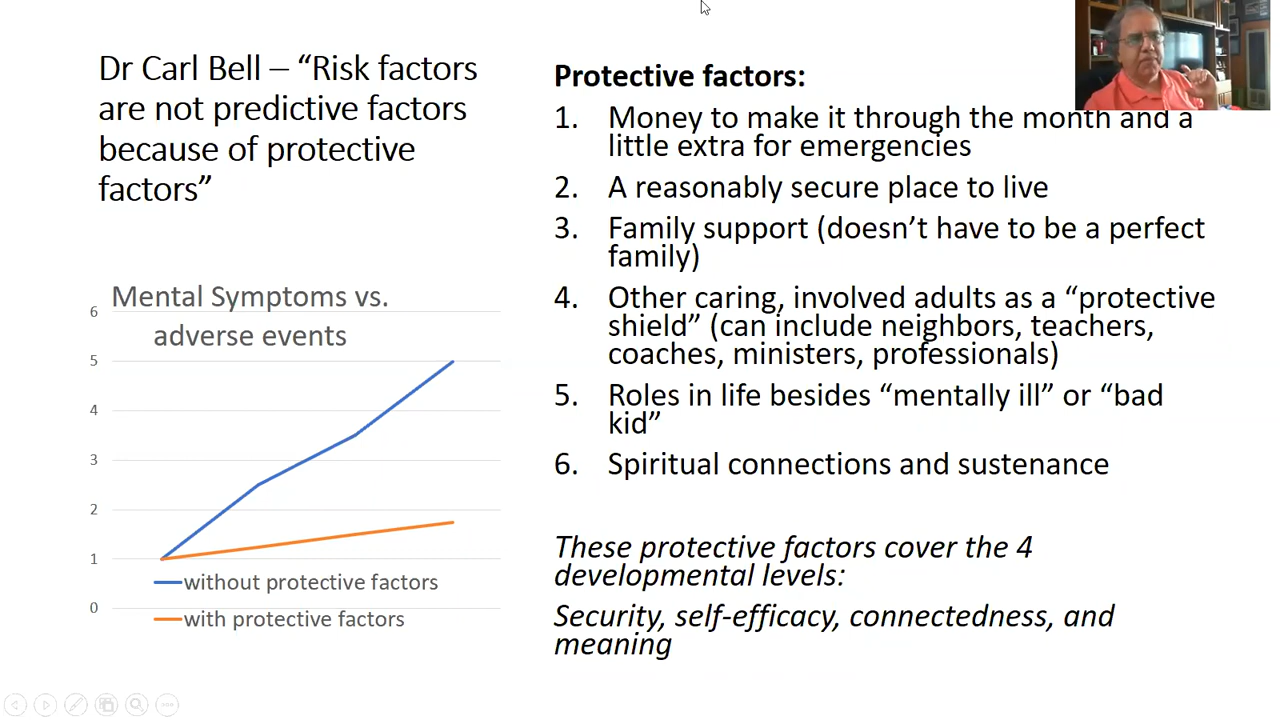 Dr Carl Bell – “Risk factors
are not predictive factors
because of protective
factors”
Mental Symptoms vs.
adverse events
6
5
4
3
2
1
0
without protective factors
with protective factors
Protective factors:
1. Money to make it through the month and a
little extra for emergencies
2. A reasonably secure place to live
3. Family support (doesn’t have to be a perfect
family)
4. Other caring, involved adults as a “protective
shield” (can include neighbors, teachers,
coaches, ministers, professionals)
5. Roles in life besides “mentally ill” or “bad
kid”
6. Spiritual connections and sustenance
These protective factors cover the 4
developmental levels:
Security, self-efficacy, connectedness, and
meaning